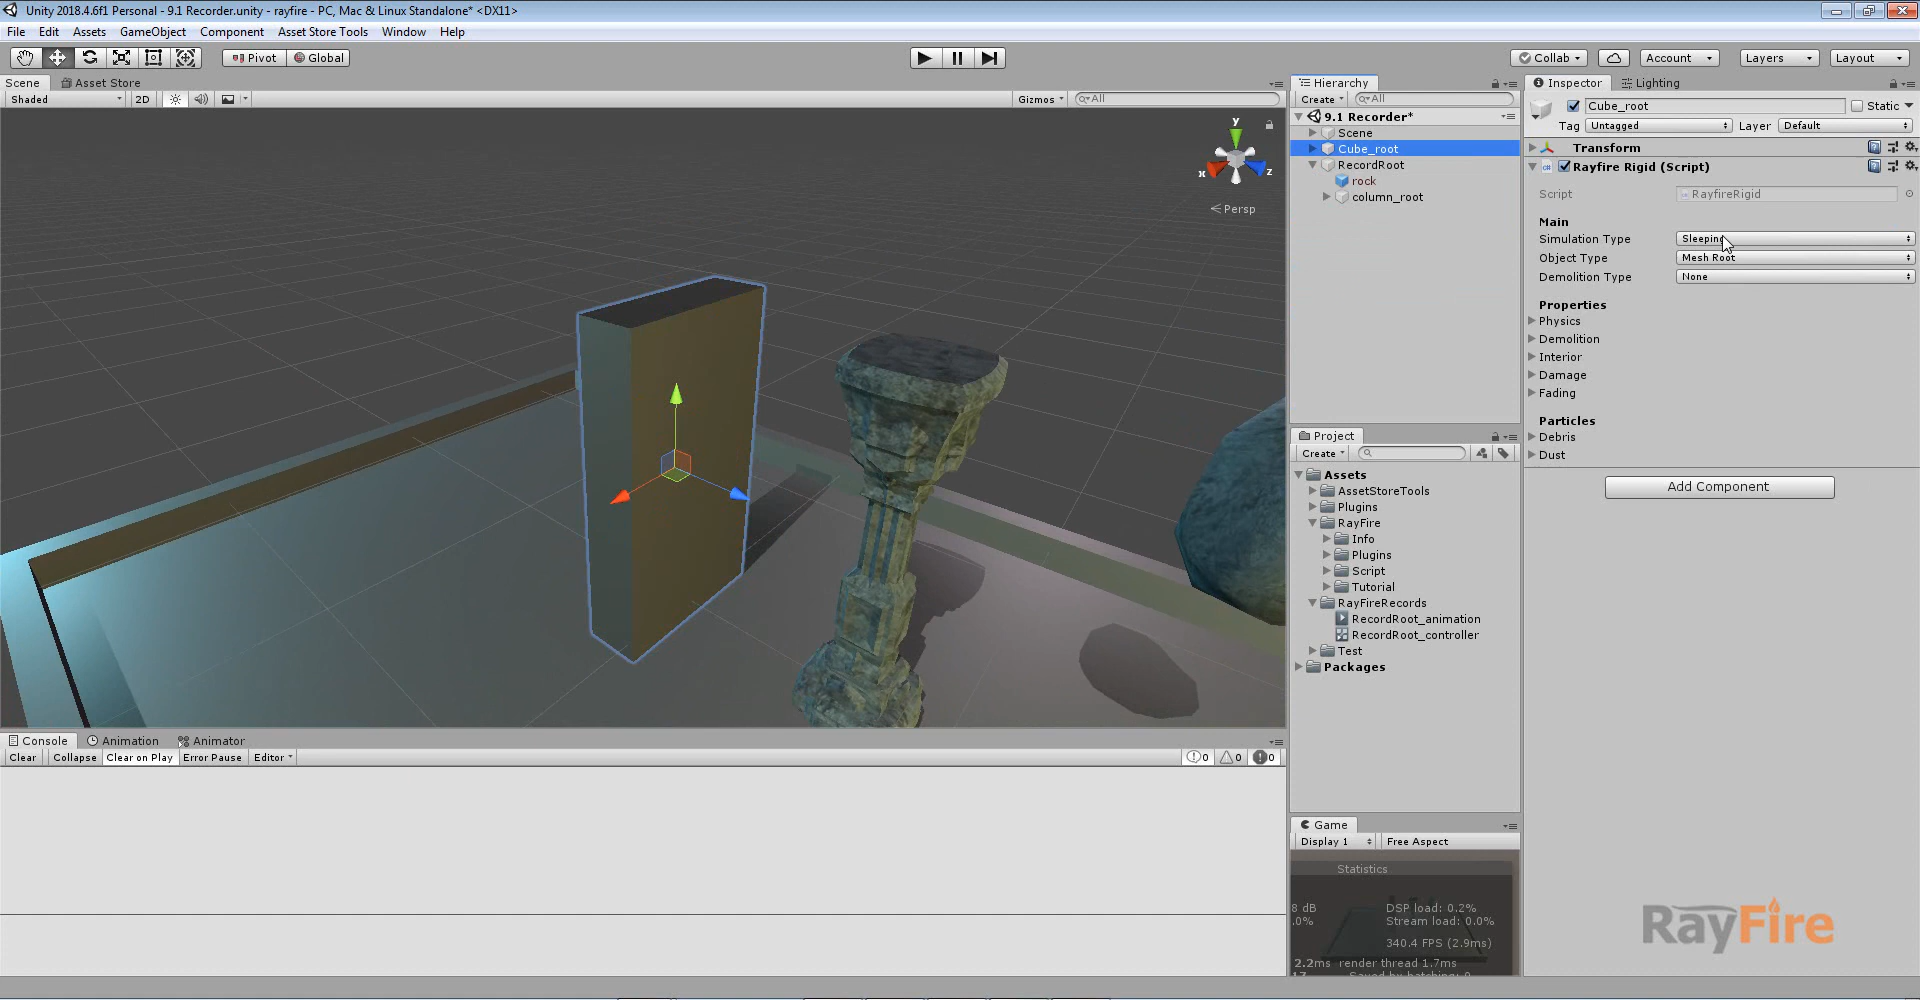 Unity 2018.4.6f1 Personal - 9.1 Recorder.unity - rayfire - PC, Mac & Linux Standalone* <DX11>
File Edit Assets GameObject Component Asset Store Tools Window Help
Pivot Global Collab Account Layers Layout
Scene Asset Store
Shaded 2D Gizmos All
y
x
z
Persp
Hierarchy
Create All
9.1 Recorder*
Scene
Cube_root
RecordRoot
rock
column_root
Project
Create
Assets
AssetStoreTools
Plugins
RayFire
Info
Plugins
Script
Tutorial
RayFireRecords
RecordRoot_animation
RecordRoot_controller
Test
Packages
Game
Display 1 Free Aspect
Statistics
8 dB DSP load: 0.2%
.0% Stream load: 0.0%
340.4 FPS (2.9ms)
2.2ms render thread 1.7ms
Inspector Lighting
Cube_root Static
Tag Untagged Layer Default
Transform
Rayfire Rigid (Script)
Script RayfireRigid
Main
Simulation Type Sleeping
Object Type Mesh Root
Demolition Type None
Properties
Physics
Demolition
Interior
Damage
Fading
Particles
Debris
Dust
Add Component
Console Animation Animator
Clear Collapse Clear on Play Error Pause Editor 0 0 0
RayFire